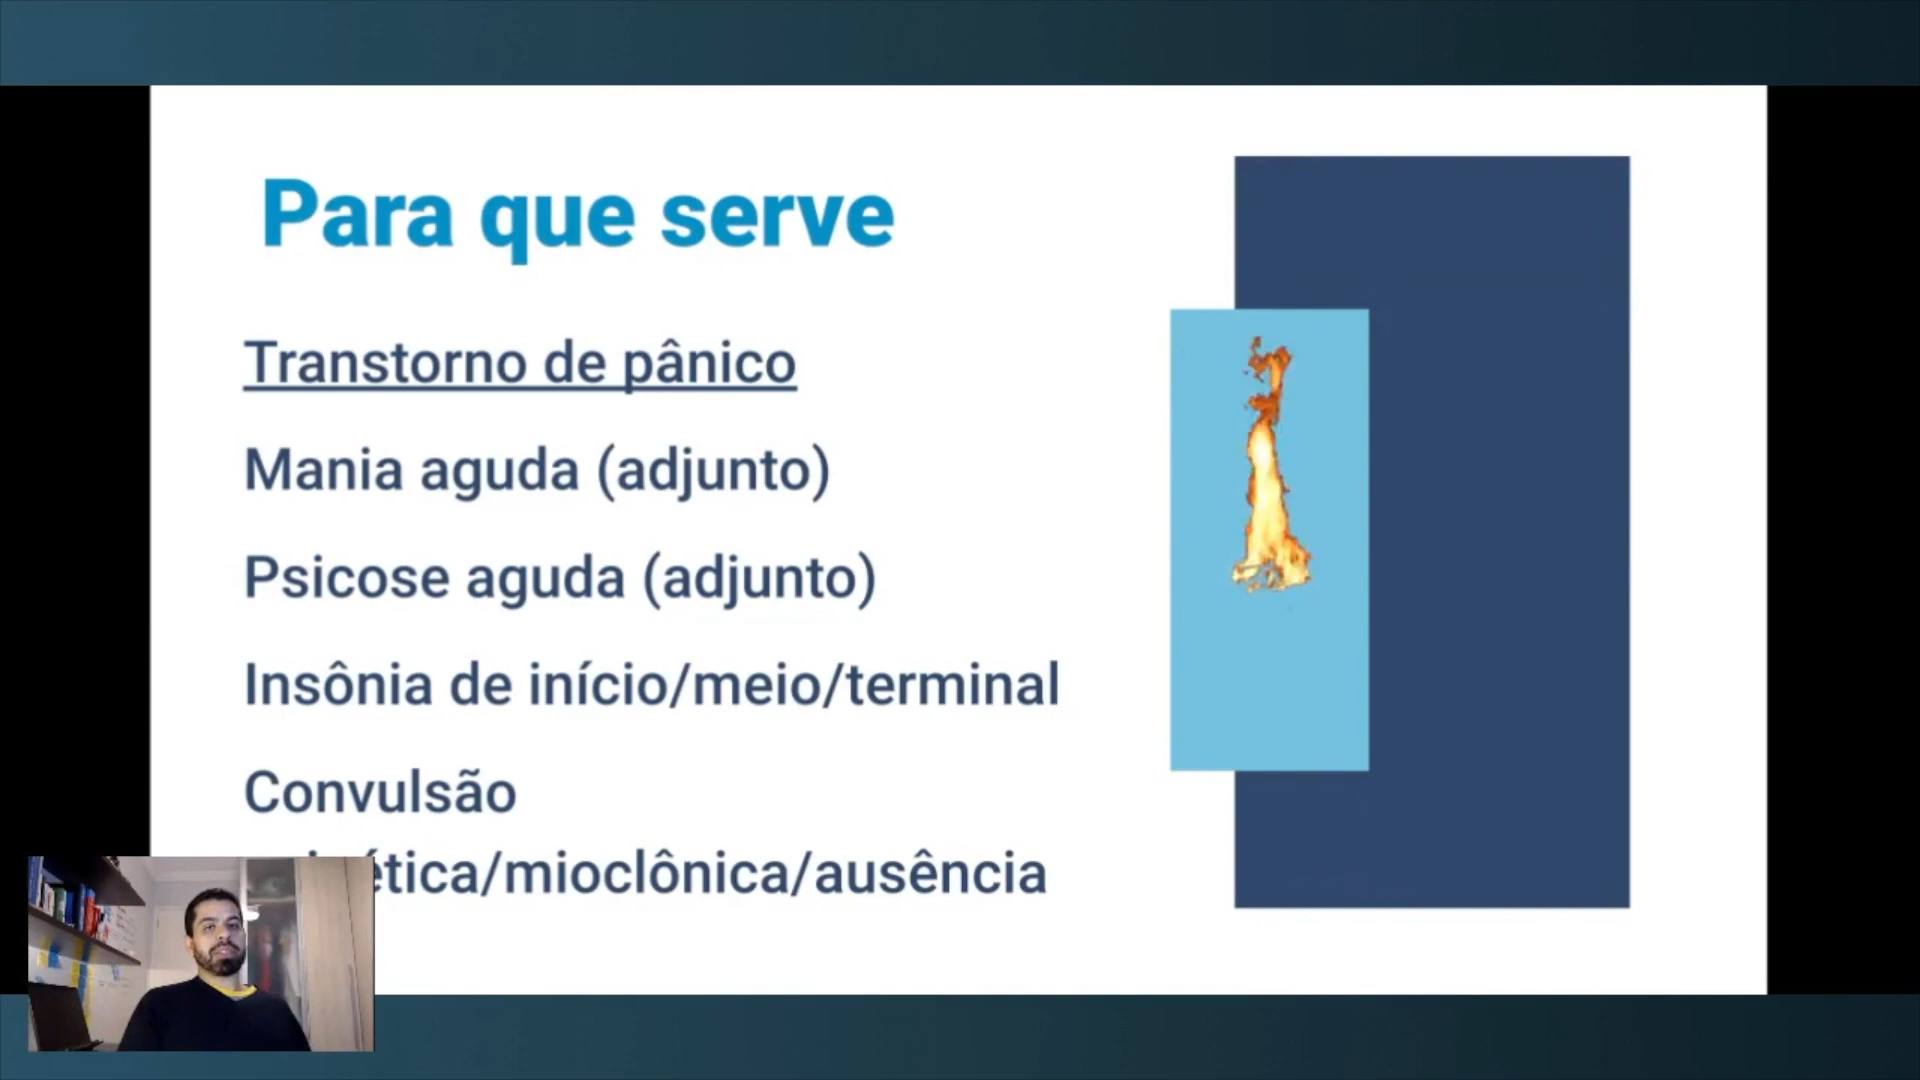 Para que serve
Transtorno de pânico
Mania aguda (adjunto)
Psicose aguda (adjunto)
Insônia de início/meio/terminal
Convulsão
/mioclônica/ausência